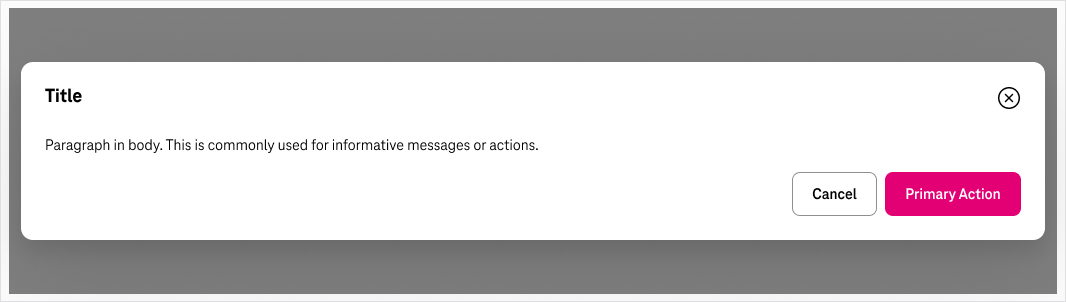 Title
Paragraph in body. This is commonly used for informative messages or actions.
Cancel
Primary Action